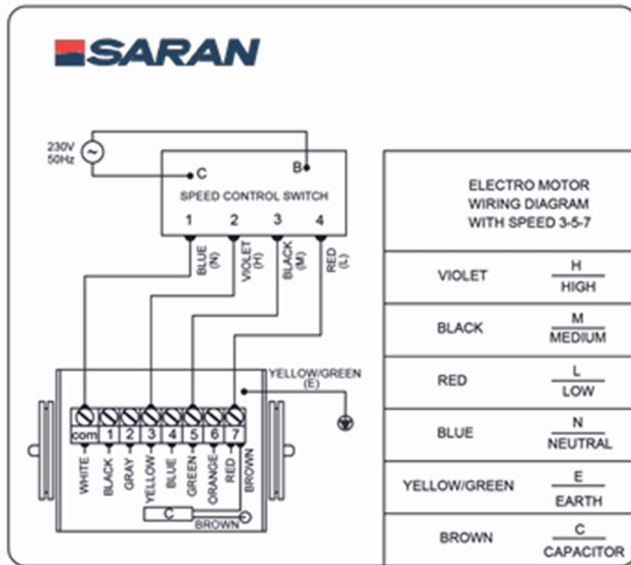 SARAN
230V
50Hz
C
B
SPEED CONTROL SWITCH
1 2 3 4
BLUE
(N)
VIOLET
(H)
BLACK
(M)
RED
(L)
YELLOW/GREEN
(E)
com 1 2 3 4 5 6 7
WHITE
BLACK
GRAY
YELLOW
BLUE
GREEN
ORANGE
RED
BROWN
C
BROWN
ELECTRO MOTOR
WIRING DIAGRAM
WITH SPEED 3-5-7
VIOLET H
HIGH
BLACK M
MEDIUM
RED L
LOW
BLUE N
NEUTRAL
YELLOW/GREEN E
EARTH
BROWN C
CAPACITOR